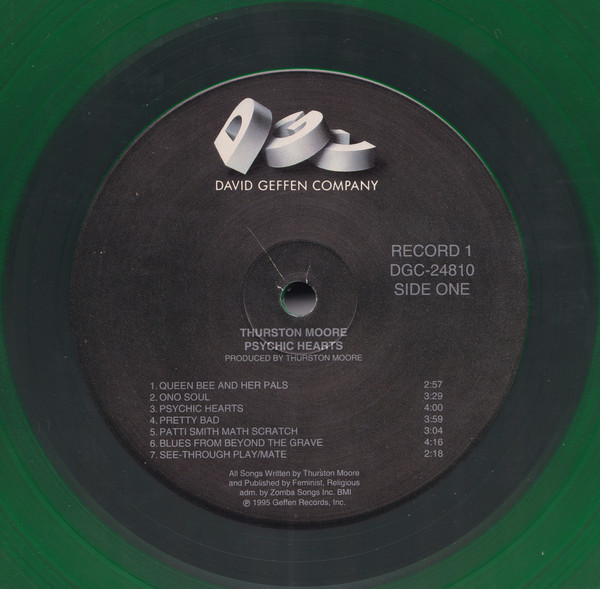 DGC
DAVID GEFFEN COMPANY
RECORD 1
DGC-24810
SIDE ONE
THURSTON MOORE
PSYCHIC HEARTS
PRODUCED BY THURSTON MOORE
1. QUEEN BEE AND HER PALS 2:57
2. ONO SOUL 3:29
3. PSYCHIC HEARTS 4:00
4. PRETTY BAD 3:59
5. PATTI SMITH MATH SCRATCH 3:04
6. BLUES FROM BEYOND THE GRAVE 4:16
7. SEE-THROUGH PLAY/MATE 2:18
All Songs Written by Thurston Moore
and Published by Feminist, Religious
adm. by Zomba Songs Inc. BMI
℗ 1995 Geffen Records, Inc.